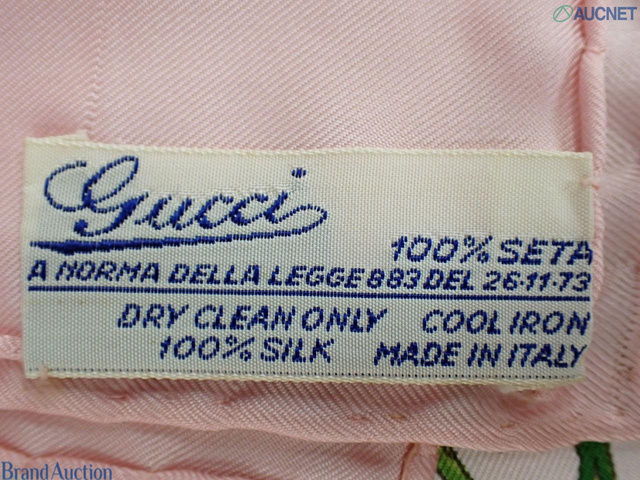 AUCNET
Gucci
100% SETA
A NORMA DELLA LEGGE 883 DEL 26·11·73
DRY CLEAN ONLY COOL IRON
100% SILK MADE IN ITALY
Brand Auction